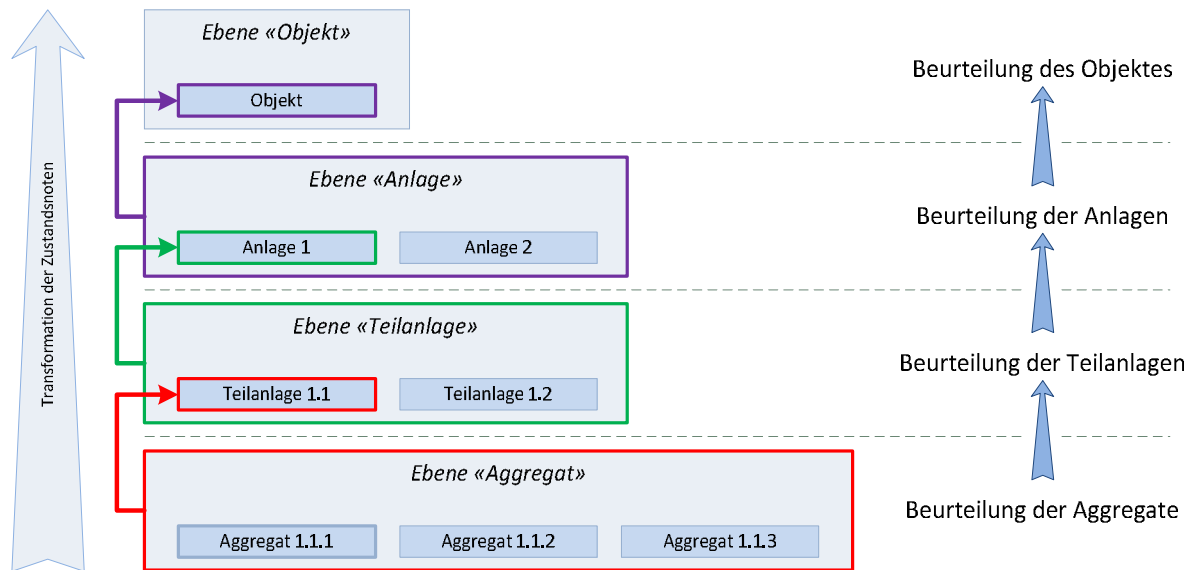 Ebene «Objekt»
Objekt
Beurteilung des Objektes
Ebene «Anlage»
Anlage 1
Anlage 2
Beurteilung der Anlagen
Transformation der Zustandsnoten
Ebene «Teilanlage»
Teilanlage 1.1
Teilanlage 1.2
Beurteilung der Teilanlagen
Ebene «Aggregat»
Aggregat 1.1.1
Aggregat 1.1.2
Aggregat 1.1.3
Beurteilung der Aggregate